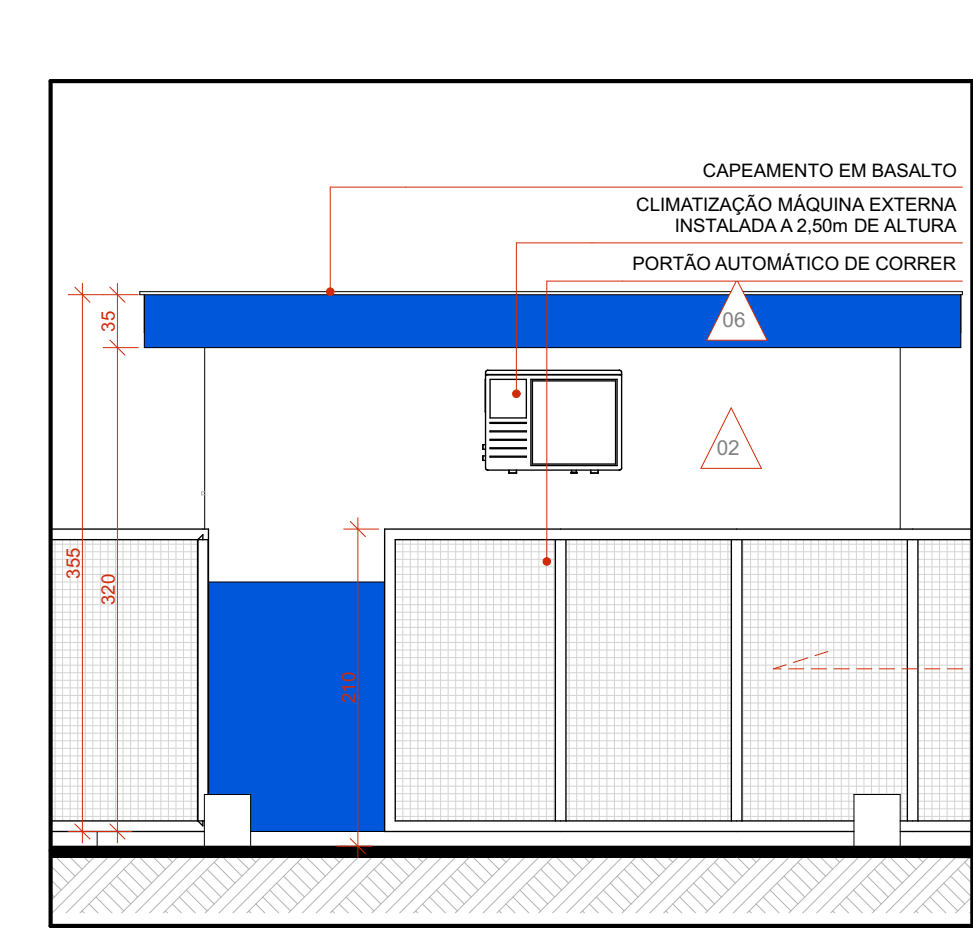 CAPEAMENTO EM BASALTO
CLIMATIZAÇÃO MÁQUINA EXTERNA
INSTALADA A 2,50m DE ALTURA
PORTÃO AUTOMÁTICO DE CORRER
35
06
02
355
320
210